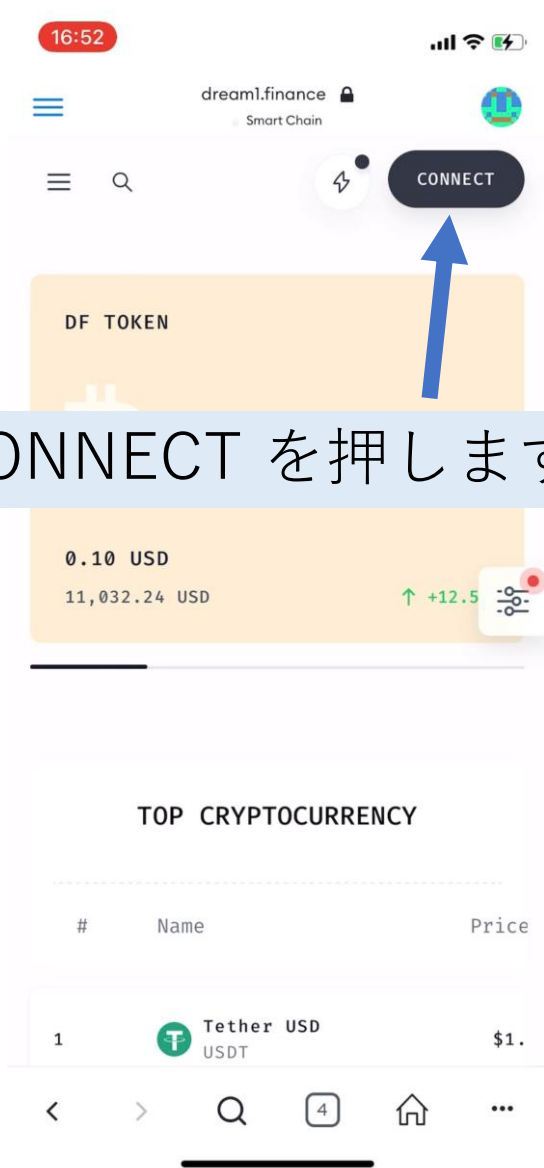 16:52
dream1.finance
Smart Chain
CONNECT
DF TOKEN
ONNECT を押します
0.10 USD
11,032.24 USD
↑ +12.5
TOP CRYPTOCURRENCY
# Name Price
1 Tether USD $1.
USDT
4